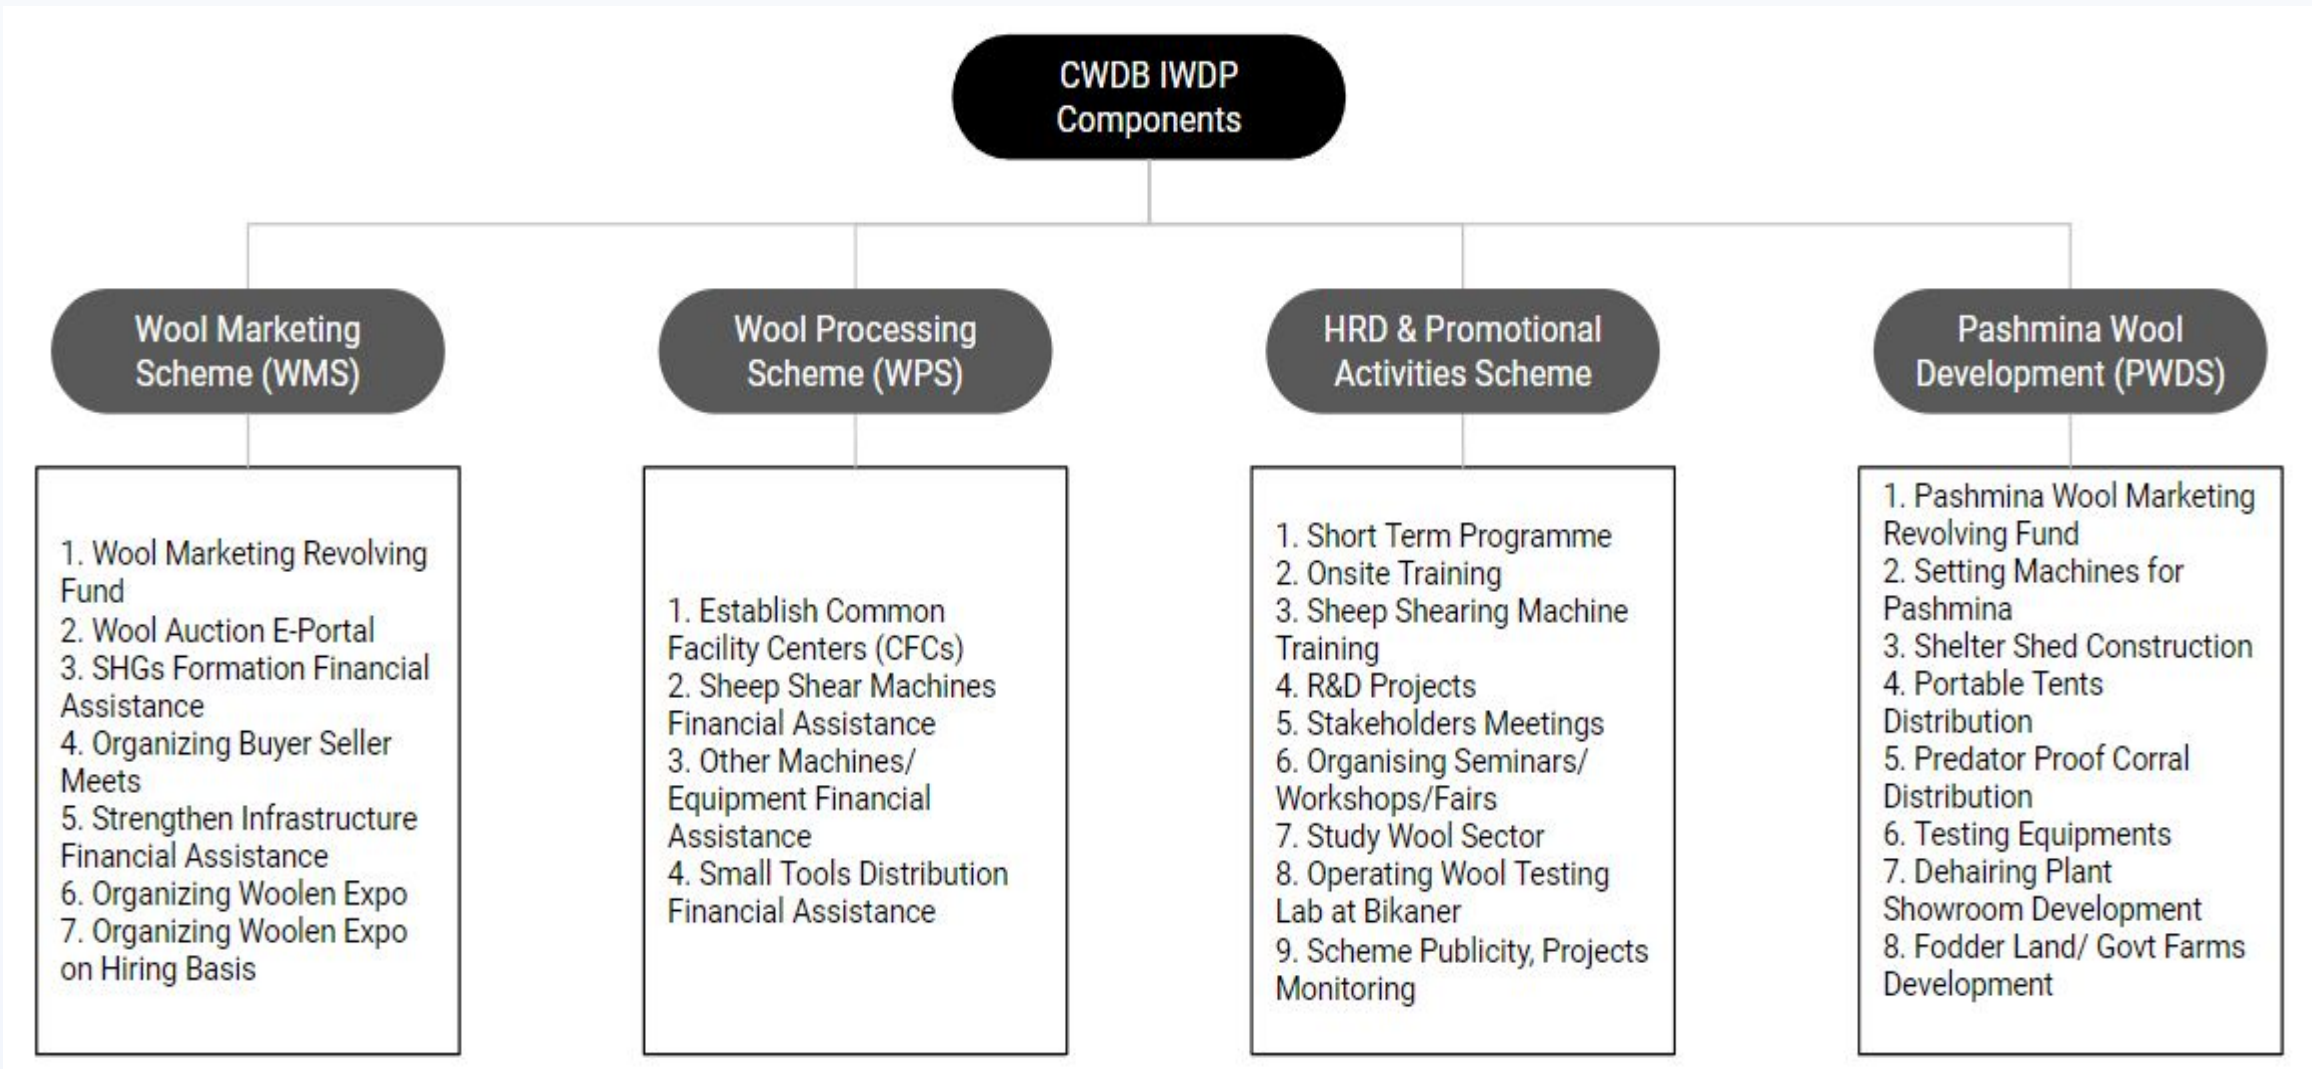 CWDB IWDP
Components
Wool Marketing
Scheme (WMS)
Wool Processing
Scheme (WPS)
HRD & Promotional
Activities Scheme
Pashmina Wool
Development (PWDS)
1. Wool Marketing Revolving
Fund
2. Wool Auction E-Portal
3. SHGs Formation Financial
Assistance
4. Organizing Buyer Seller
Meets
5. Strengthen Infrastructure
Financial Assistance
6. Organizing Woolen Expo
7. Organizing Woolen Expo
on Hiring Basis
1. Establish Common
Facility Centers (CFCs)
2. Sheep Shear Machines
Financial Assistance
3. Other Machines/
Equipment Financial
Assistance
4. Small Tools Distribution
Financial Assistance
1. Short Term Programme
2. Onsite Training
3. Sheep Shearing Machine
Training
4. R&D Projects
5. Stakeholders Meetings
6. Organising Seminars/
Workshops/Fairs
7. Study Wool Sector
8. Operating Wool Testing
Lab at Bikaner
9. Scheme Publicity, Projects
Monitoring
1. Pashmina Wool Marketing
Revolving Fund
2. Setting Machines for
Pashmina
3. Shelter Shed Construction
4. Portable Tents
Distribution
5. Predator Proof Corral
Distribution
6. Testing Equipments
7. Dehairing Plant
Showroom Development
8. Fodder Land/ Govt Farms
Development